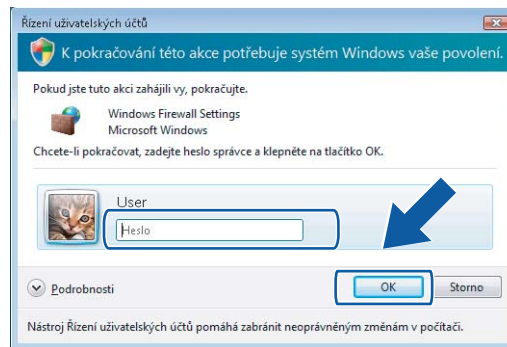 Řízení uživatelských účtů
K pokračování této akce potřebuje systém Windows vaše povolení.
Pokud jste tuto akci zahájili vy, pokračujte.
Windows Firewall Settings
Microsoft Windows
Chcete-li pokračovat, zadejte heslo správce a klepněte na tlačítko OK.
User
Heslo
Podrobnosti
OK
Storno
Nástroj Řízení uživatelských účtů pomáhá zabránit neoprávněným změnám v počítači.